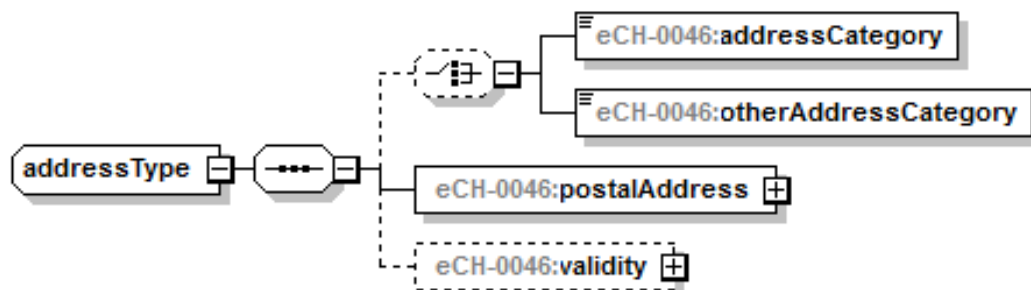 eCH-0046:addressCategory
eCH-0046:otherAddressCategory
addressType
eCH-0046:postalAddress
eCH-0046:validity